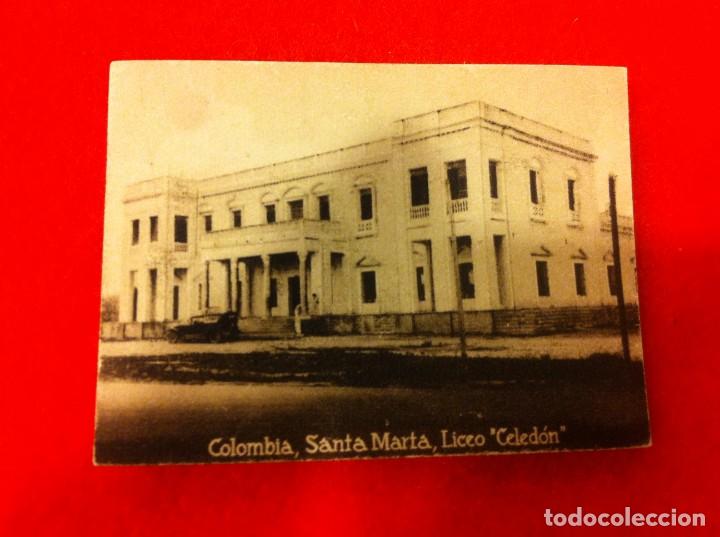 Colombia, Santa Marta, Liceo "Celedón"
todocoleccion